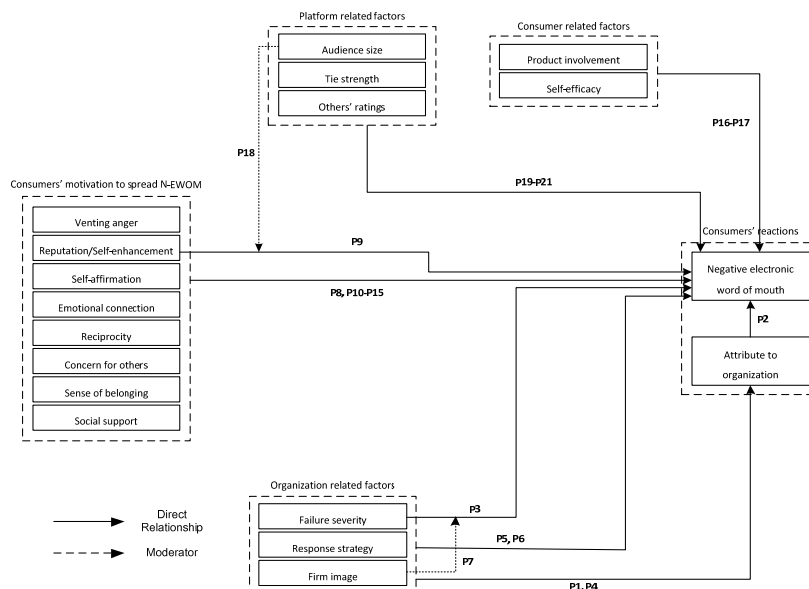 Platform related factors
Audience size
Tie strength
Others' ratings
Consumer related factors
Product involvement
Self-efficacy
P18
P16-P17
P19-P21
Consumers' motivation to spread N-EWOM
Venting anger
Reputation/Self-enhancement
Self-affirmation
Emotional connection
Reciprocity
Concern for others
Sense of belonging
Social support
P9
P8, P10-P15
Consumers' reactions
Negative electronic
word of mouth
P2
Attribute to
organization
Organization related factors
Failure severity
Response strategy
Firm image
P3
P5, P6
P7
P1, P4
Direct
Relationship
Moderator